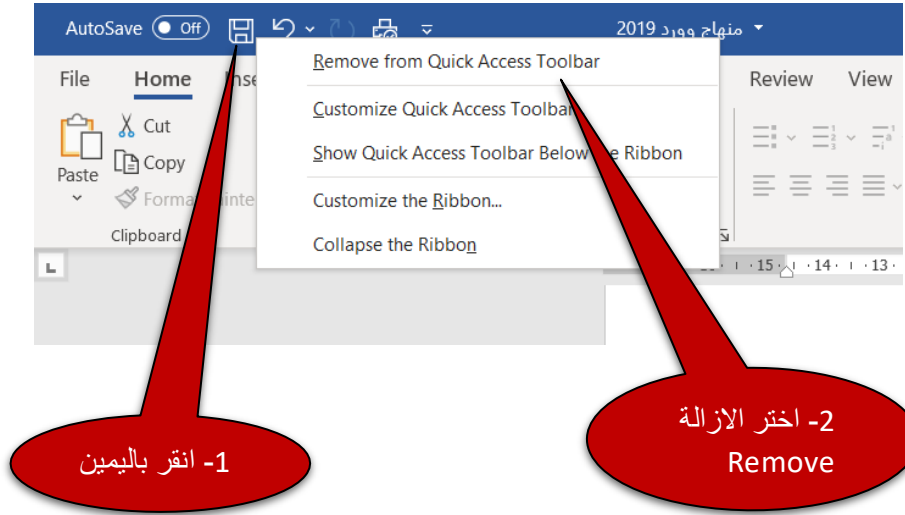 AutoSave Off منهاج وورد 2019
File Home Inse Review View
Remove from Quick Access Toolbar
Customize Quick Access Toolbar
Show Quick Access Toolbar Below the Ribbon
Customize the Ribbon...
Collapse the Ribbon
Cut
Copy
Paste
Clipboard
15 14 13
1- انقر باليمين
2- اختر الازالة
Remove